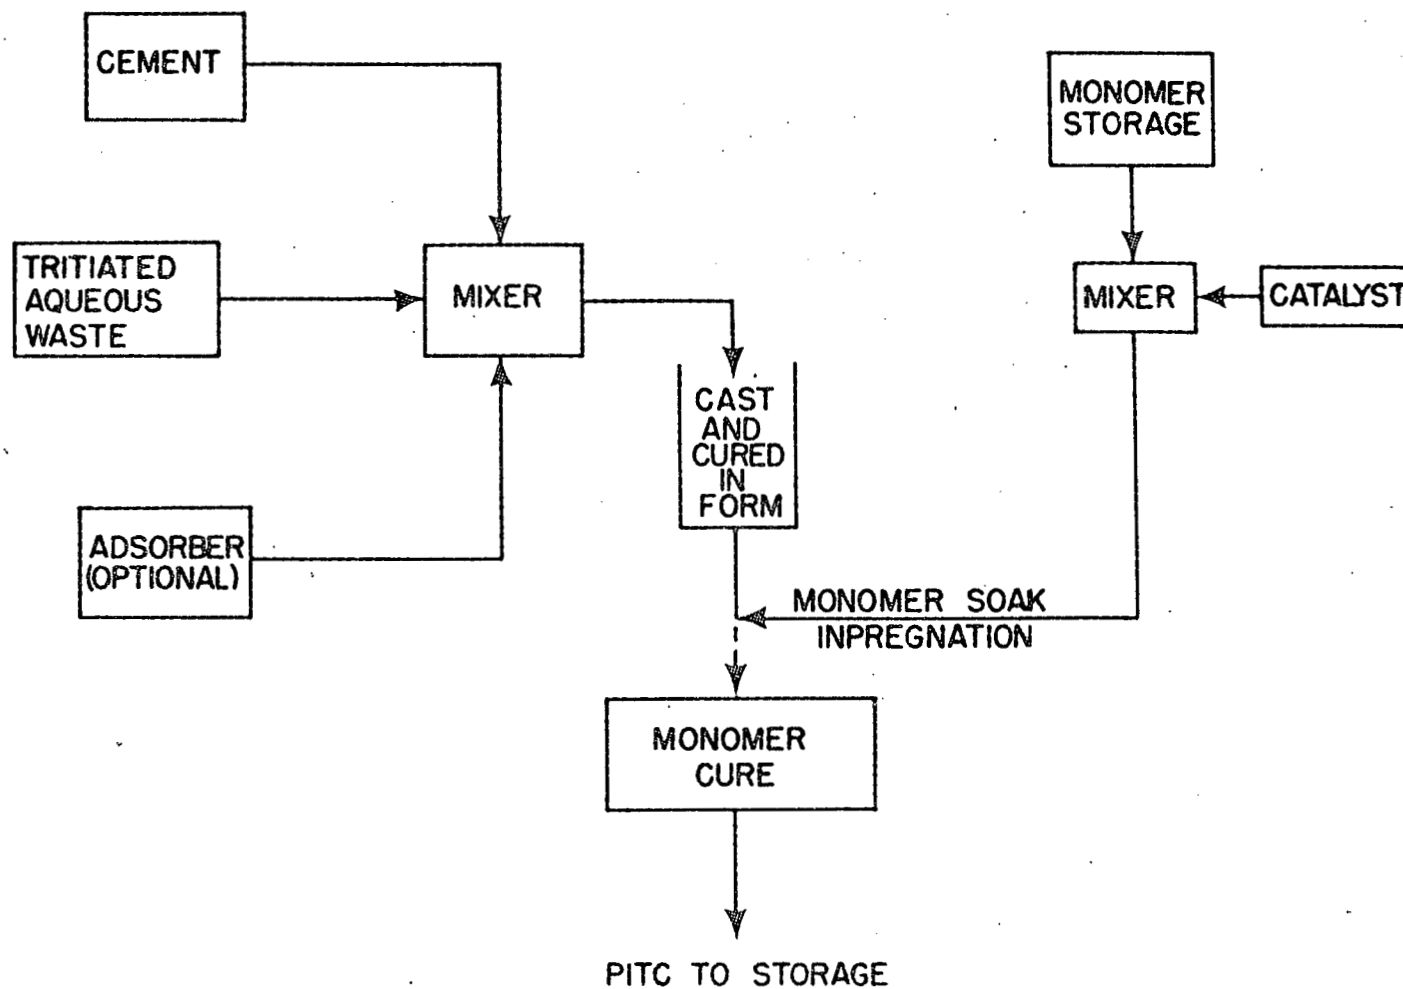 CEMENT
MONOMER
STORAGE
TRITIATED
AQUEOUS
WASTE
MIXER
MIXER
CATALYST
CAST
AND
CURED
IN
FORM
ADSORBER
(OPTIONAL)
MONOMER SOAK
INPREGNATION
MONOMER
CURE
PITC TO STORAGE